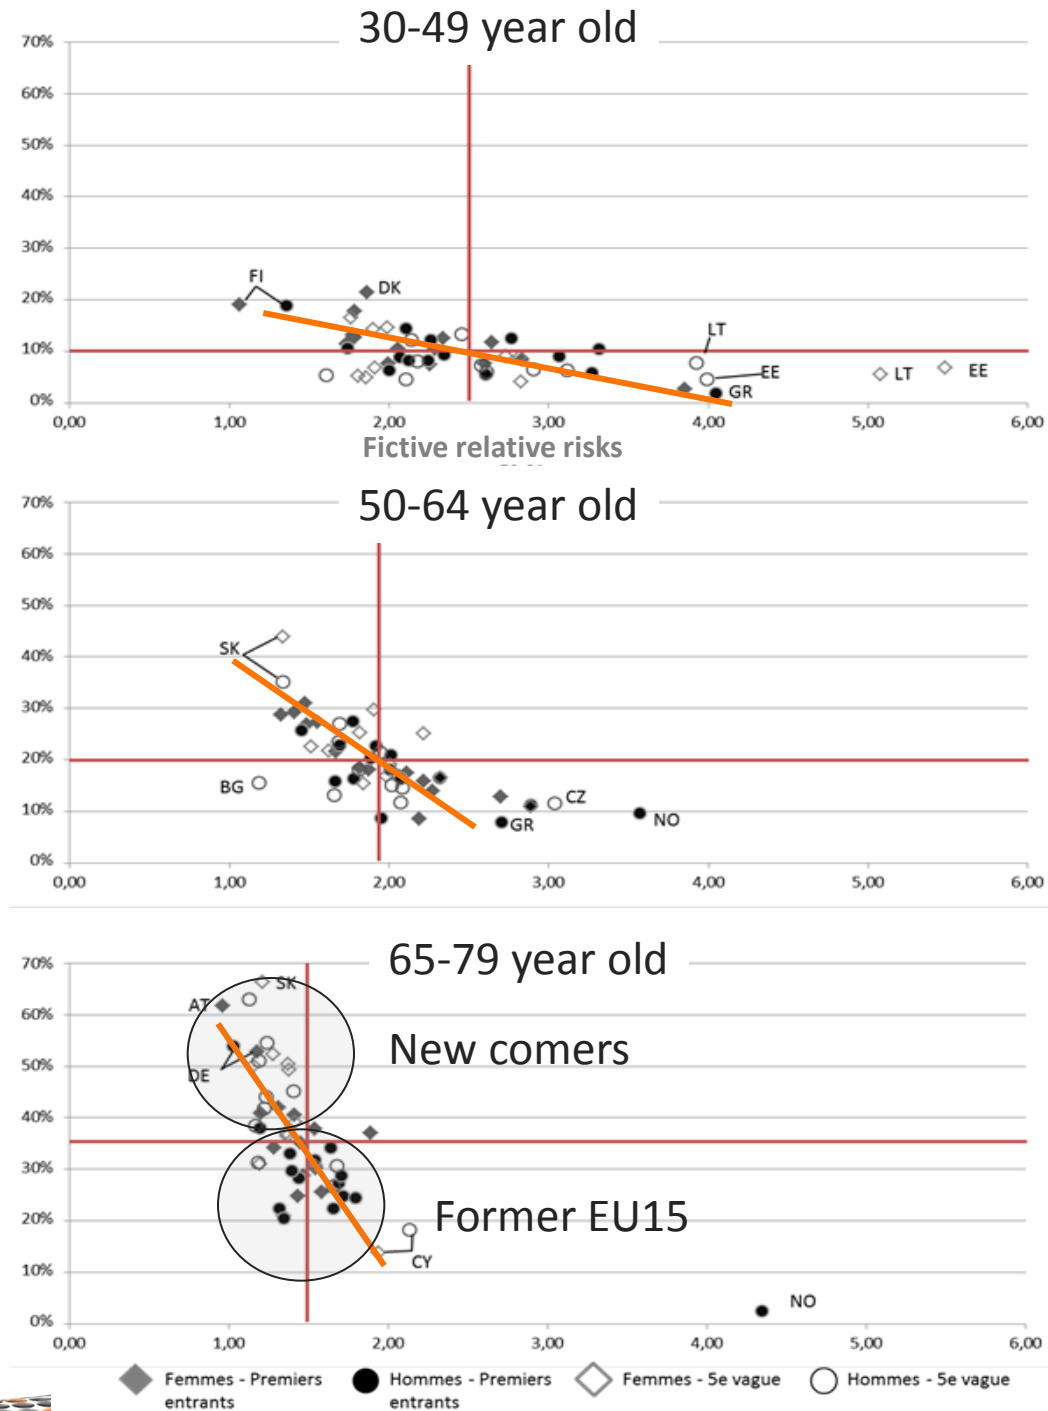 30-49 year old
70%
60%
50%
40%
30%
20%
10%
0%
FI
DK
LT
EE
GR
LT
EE
0,00 1,00 2,00 3,00 4,00 5,00 6,00
Fictive relative risks
50-64 year old
70%
60%
50%
40%
30%
20%
10%
0%
SK
BG
GR
CZ
NO
0,00 1,00 2,00 3,00 4,00 5,00 6,00
65-79 year old
70%
60%
50%
40%
30%
20%
10%
0%
SK
AT
DE
New comers
Former EU15
CY
NO
0,00 1,00 2,00 3,00 4,00 5,00 6,00
Femmes - Premiers entrants
Hommes - Premiers entrants
Femmes - 5e vague
Hommes - 5e vague